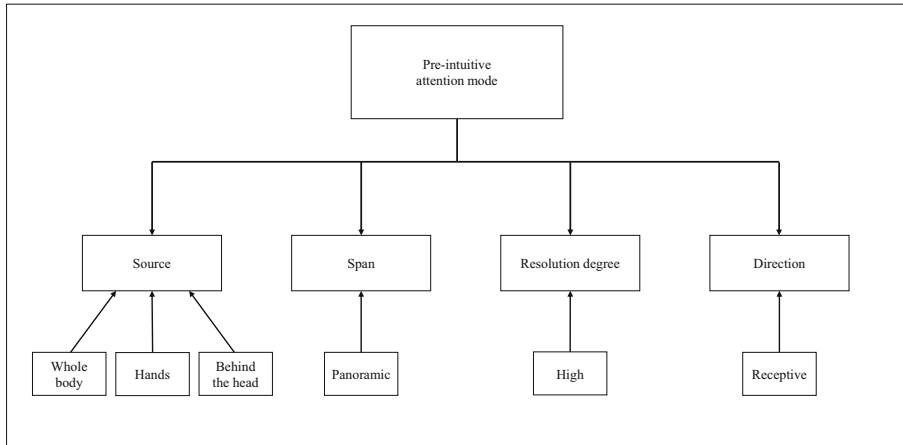 Pre-intuitive
attention mode
Source
Span
Resolution degree
Direction
Whole
body
Hands
Behind
the head
Panoramic
High
Receptive